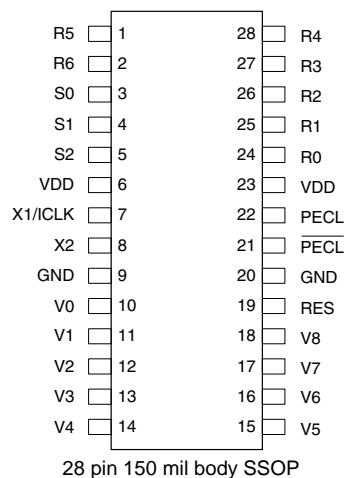 R5 1 28 R4
R6 2 27 R3
S0 3 26 R2
S1 4 25 R1
S2 5 24 R0
VDD 6 23 VDD
X1/ICLK 7 22 PECL
X2 8 21 P̅E̅C̅L̅
GND 9 20 GND
V0 10 19 RES
V1 11 18 V8
V2 12 17 V7
V3 13 16 V6
V4 14 15 V5
28 pin 150 mil body SSOP